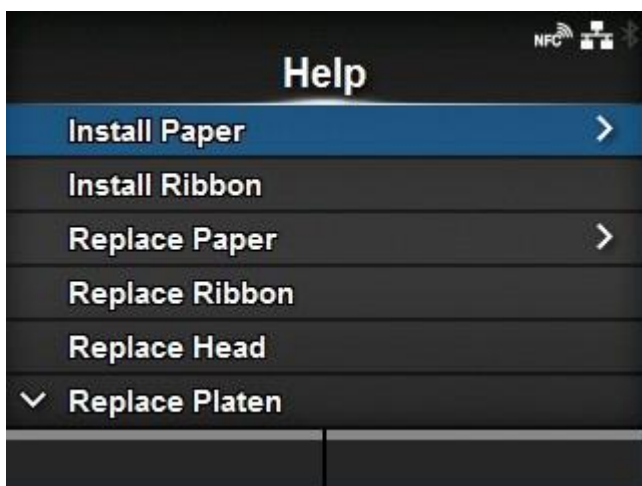 NFC
Help
Install Paper
Install Ribbon
Replace Paper
Replace Ribbon
Replace Head
Replace Platen